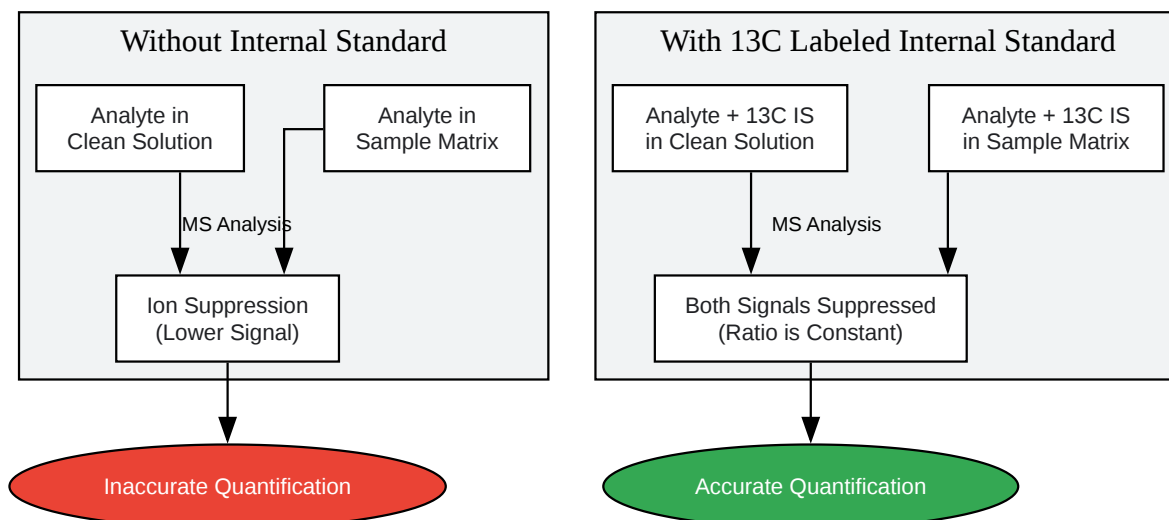 Without Internal Standard
Analyte in
Clean Solution
Analyte in
Sample Matrix
MS Analysis
Ion Suppression
(Lower Signal)
Inaccurate Quantification
With 13C Labeled Internal Standard
Analyte + 13C IS
in Clean Solution
Analyte + 13C IS
in Sample Matrix
MS Analysis
Both Signals Suppressed
(Ratio is Constant)
Accurate Quantification